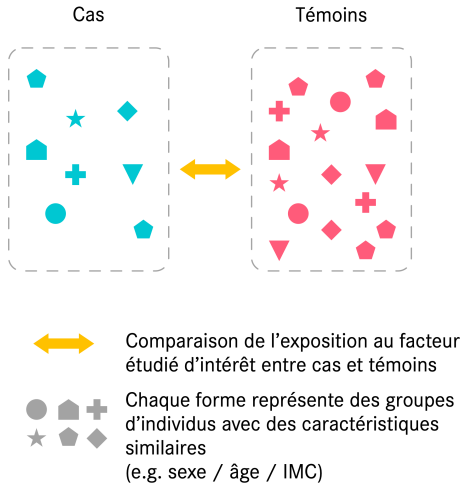 Cas
Témoins
Comparaison de l'exposition au facteur
étudié d'intérêt entre cas et témoins
Chaque forme représente des groupes
d'individus avec des caractéristiques
similaires
(e.g. sexe / âge / IMC)